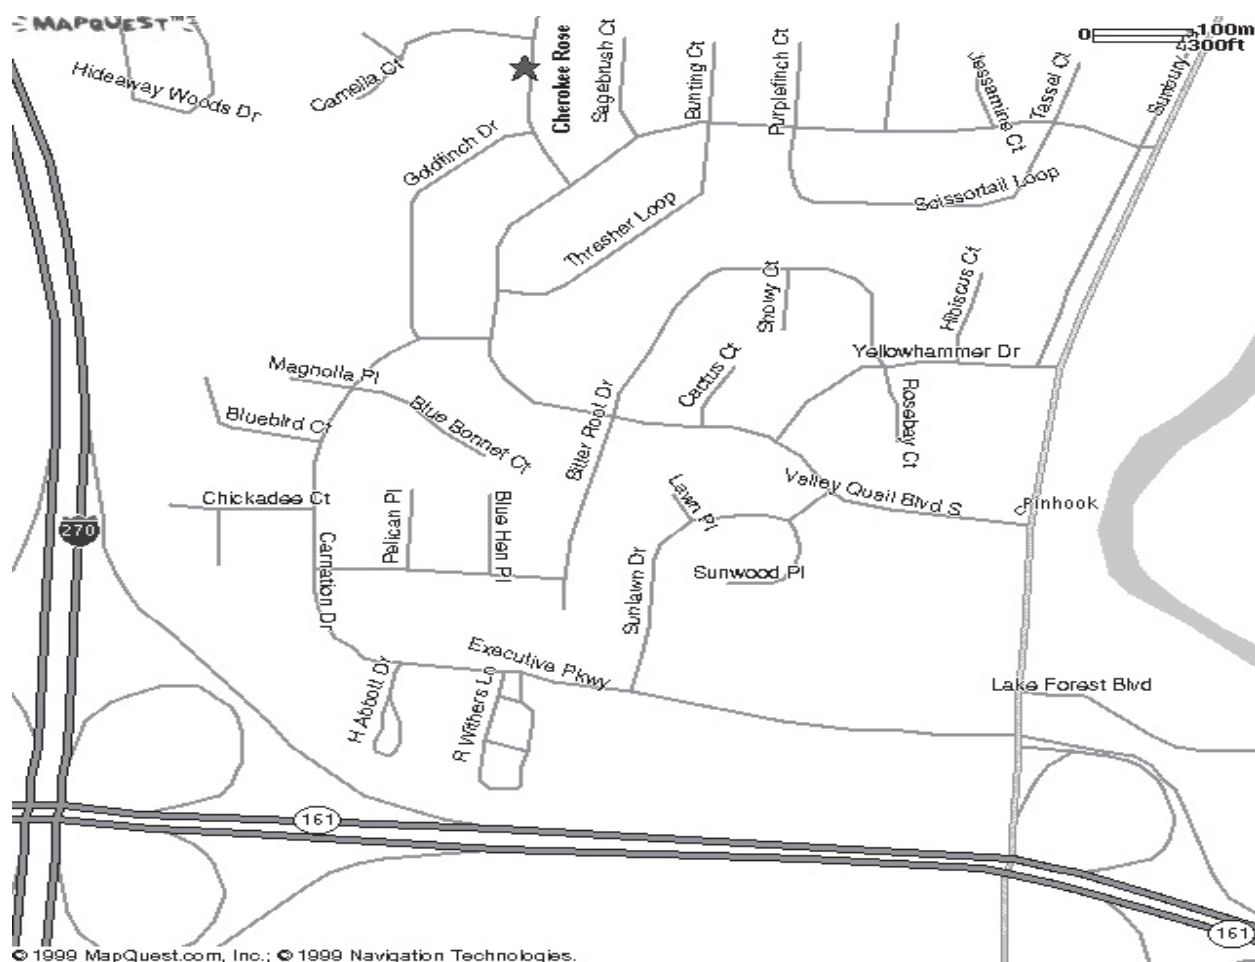 MAPQUEST™
0 100m
4300ft
Hideaway Woods Dr
Camella Ct
Cherokee Rose
Sagebrush Ct
Bunting Ct
Purplefinch Ct
Jessamine Ct
Tassel Ct
Sunbury
Goldfinch Dr
Thresher Loop
Scissortail Loop
Showy Ct
Hibiscus Ct
Yellowhammer Dr
Magnolla Pl
Cactus Ct
Bluebird Ct
Blue Bonnet Ct
Bitter Root Dr
Rosebay Ct
Valley Quail Blvd S
Chickadee Ct
Pelican Pl
Blue Hen Pl
Lawn Pl
Pinhook
270
Carnation Dr
Sunlawn Dr
Sunwood Pl
Executive Pkwy
H Abbott Dr
R Withers Ln
Lake Forest Blvd
161
161
© 1999 MapQuest.com, Inc.; © 1999 Navigation Technologies.